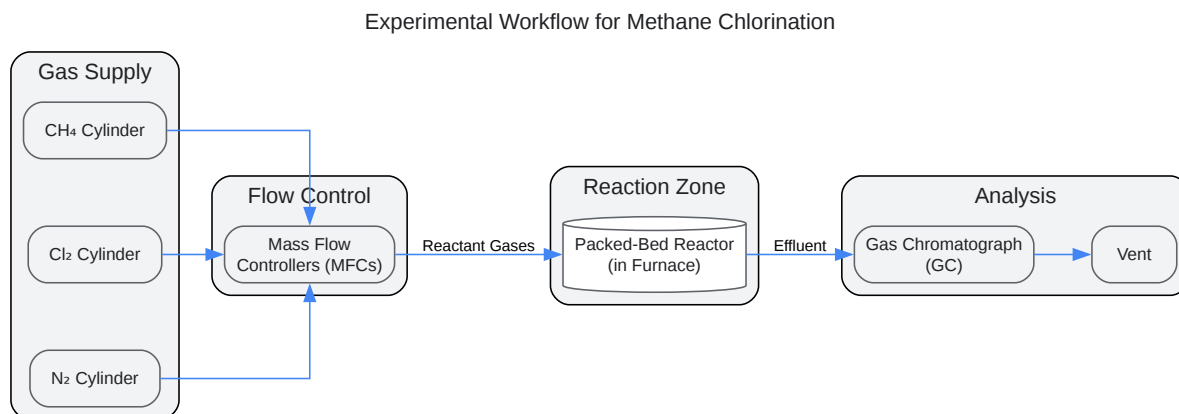 Experimental Workflow for Methane Chlorination
Gas Supply
CH₄ Cylinder
Cl₂ Cylinder
N₂ Cylinder
Flow Control
Mass Flow
Controllers (MFCs)
Reactant Gases
Reaction Zone
Packed-Bed Reactor
(in Furnace)
Effluent
Analysis
Gas Chromatograph
(GC)
Vent